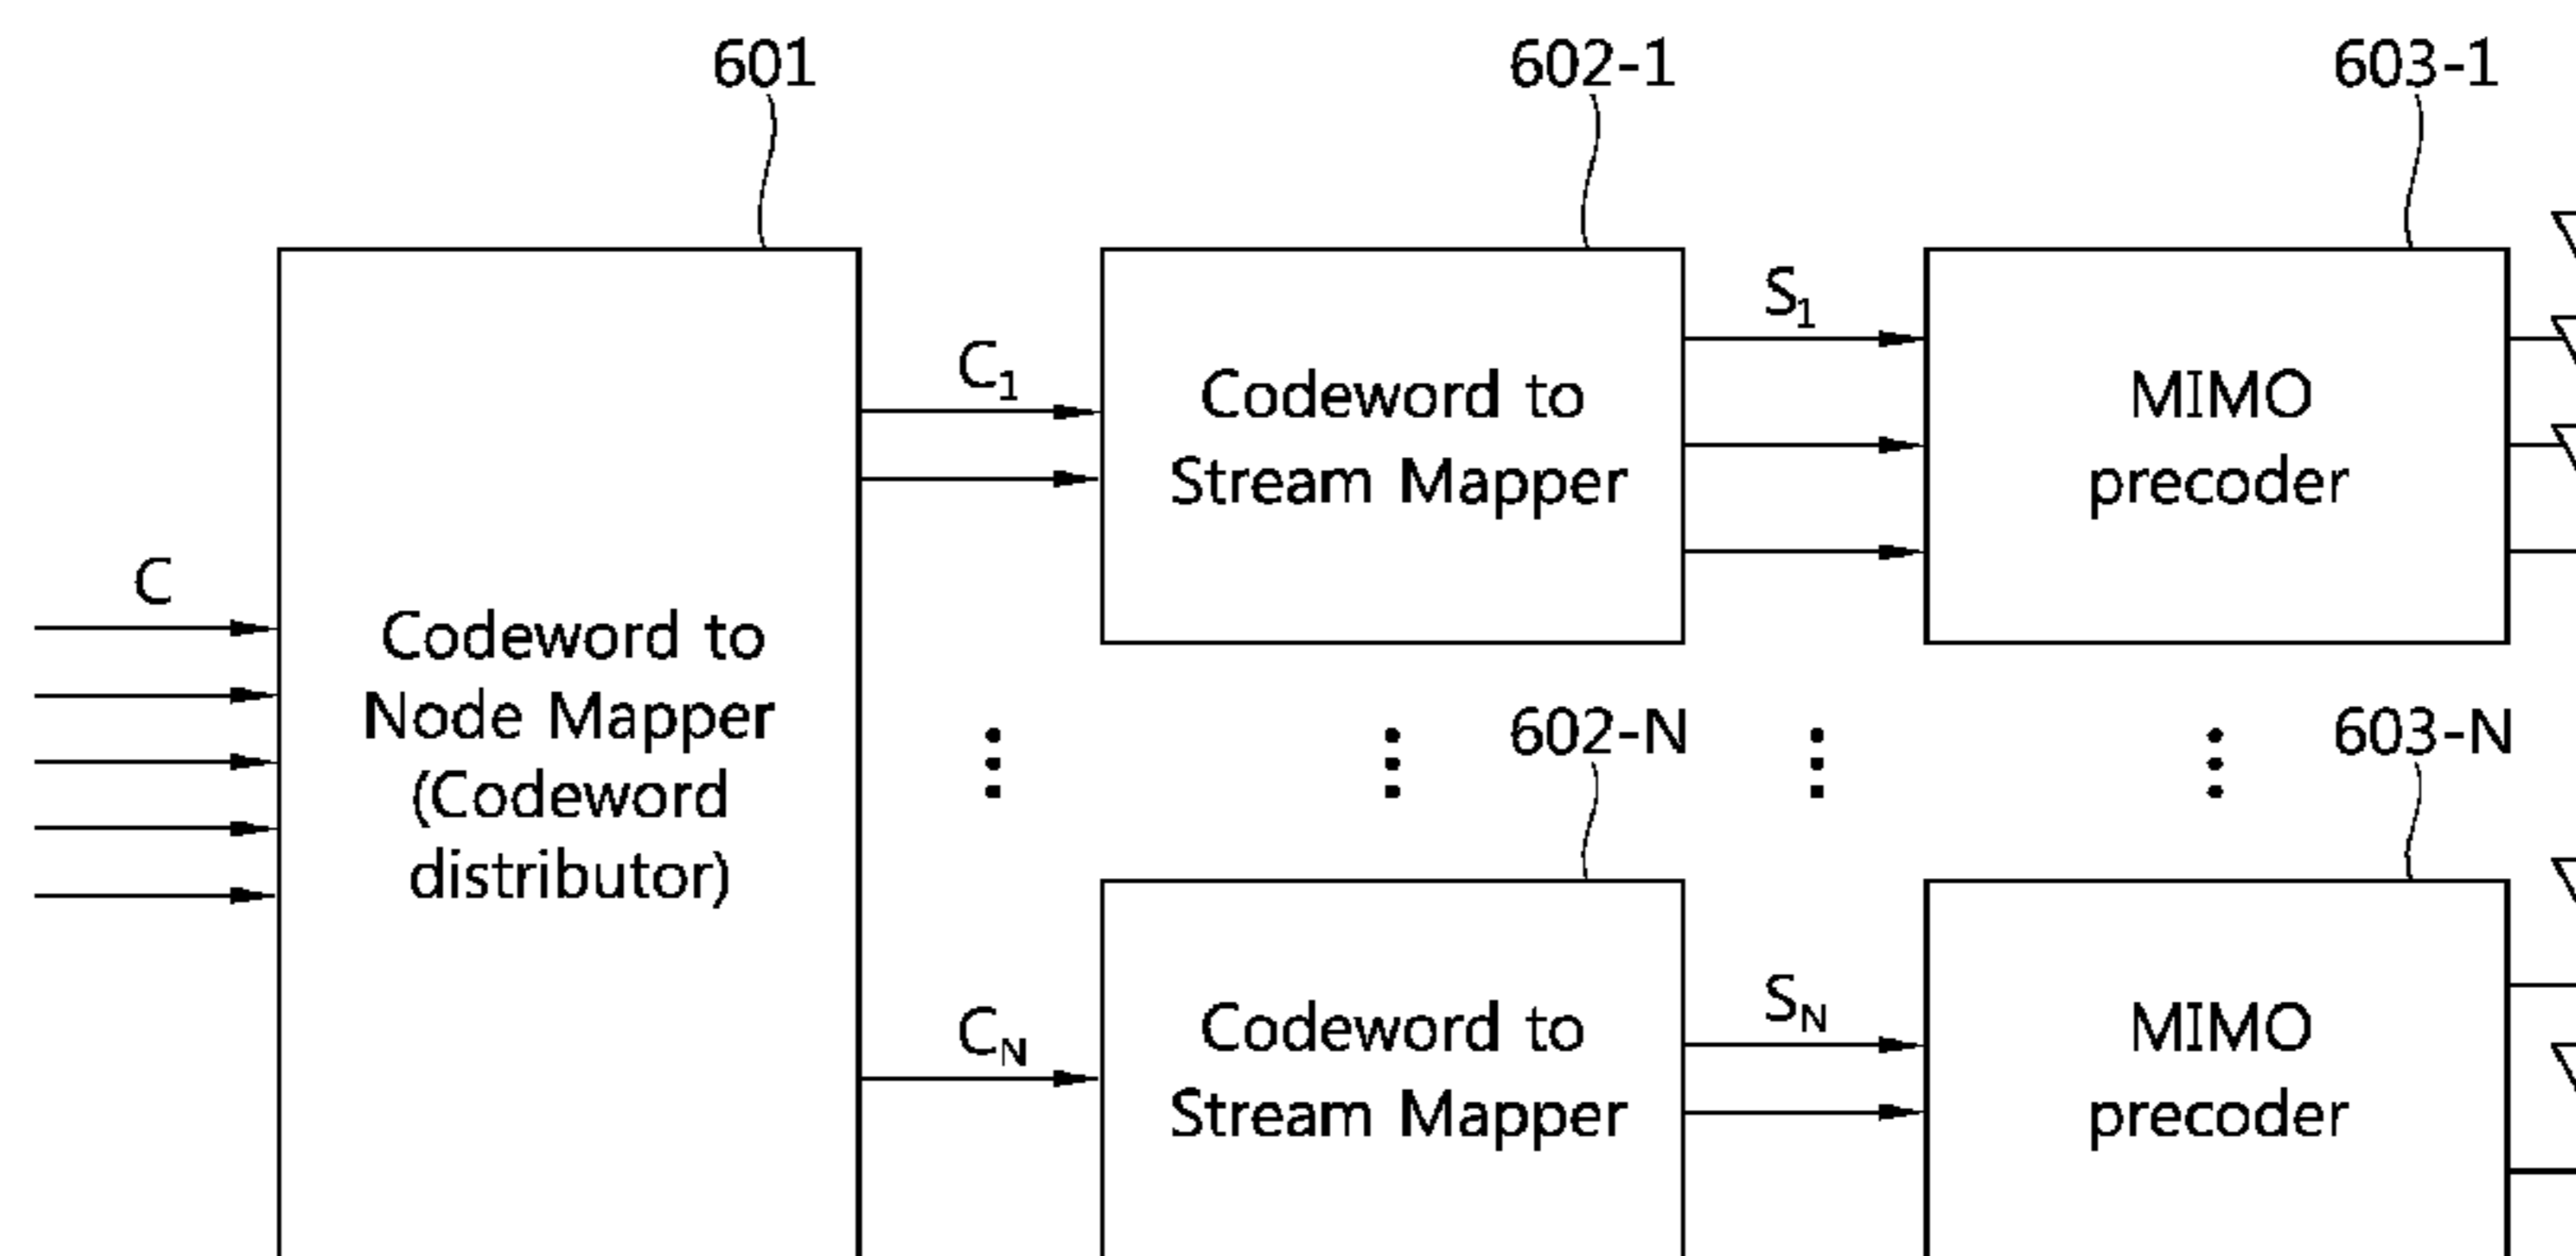 601
602-1
603-1
C
Codeword to
Node Mapper
(Codeword
distributor)
C1
Codeword to
Stream Mapper
S1
MIMO
precoder
602-N
603-N
CN
Codeword to
Stream Mapper
SN
MIMO
precoder